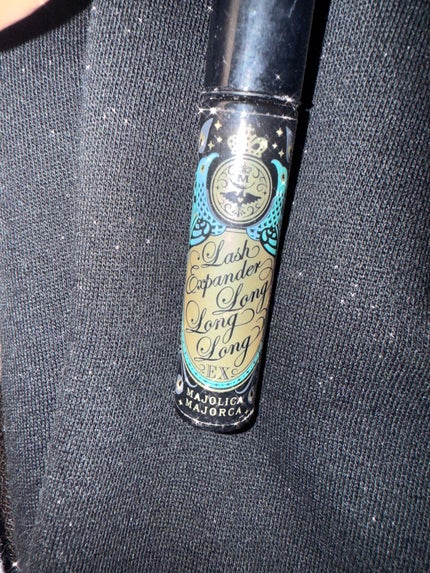 M
Lash
Expander
Long
Long
Long
EX
MAJOLICA
MAJORCA